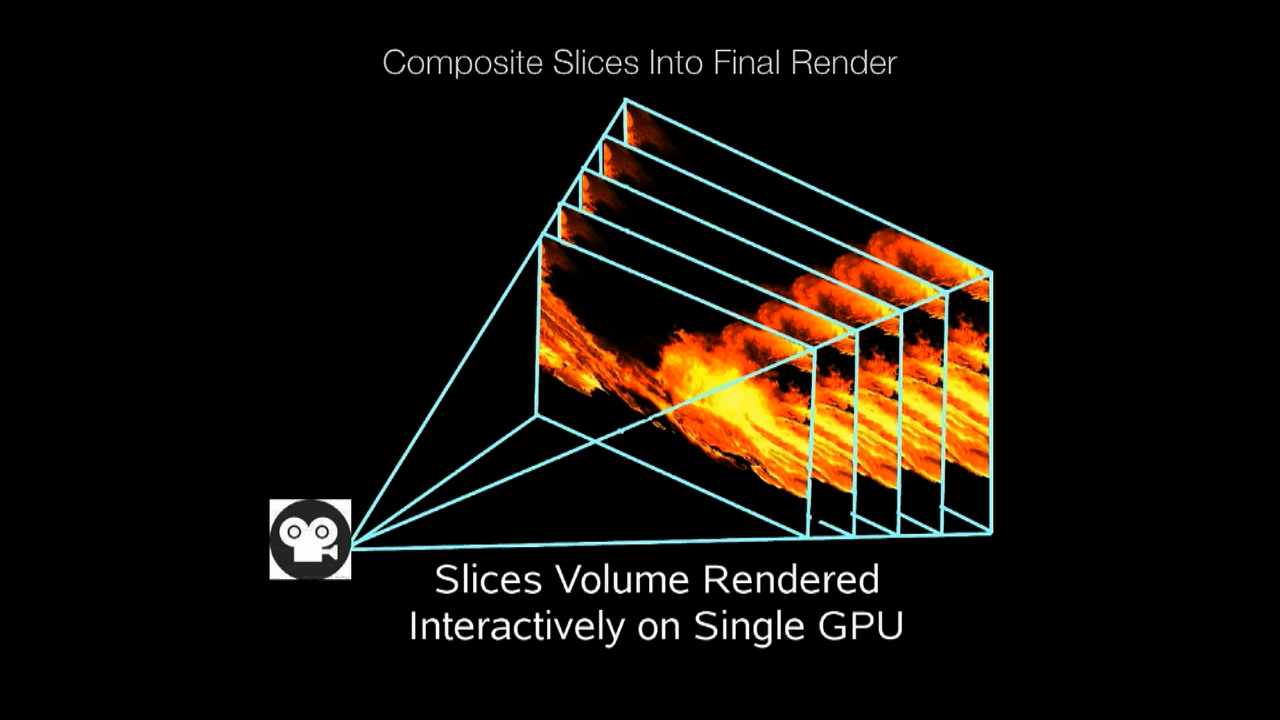 Composite Slices Into Final Render
Slices Volume Rendered
Interactively on Single GPU